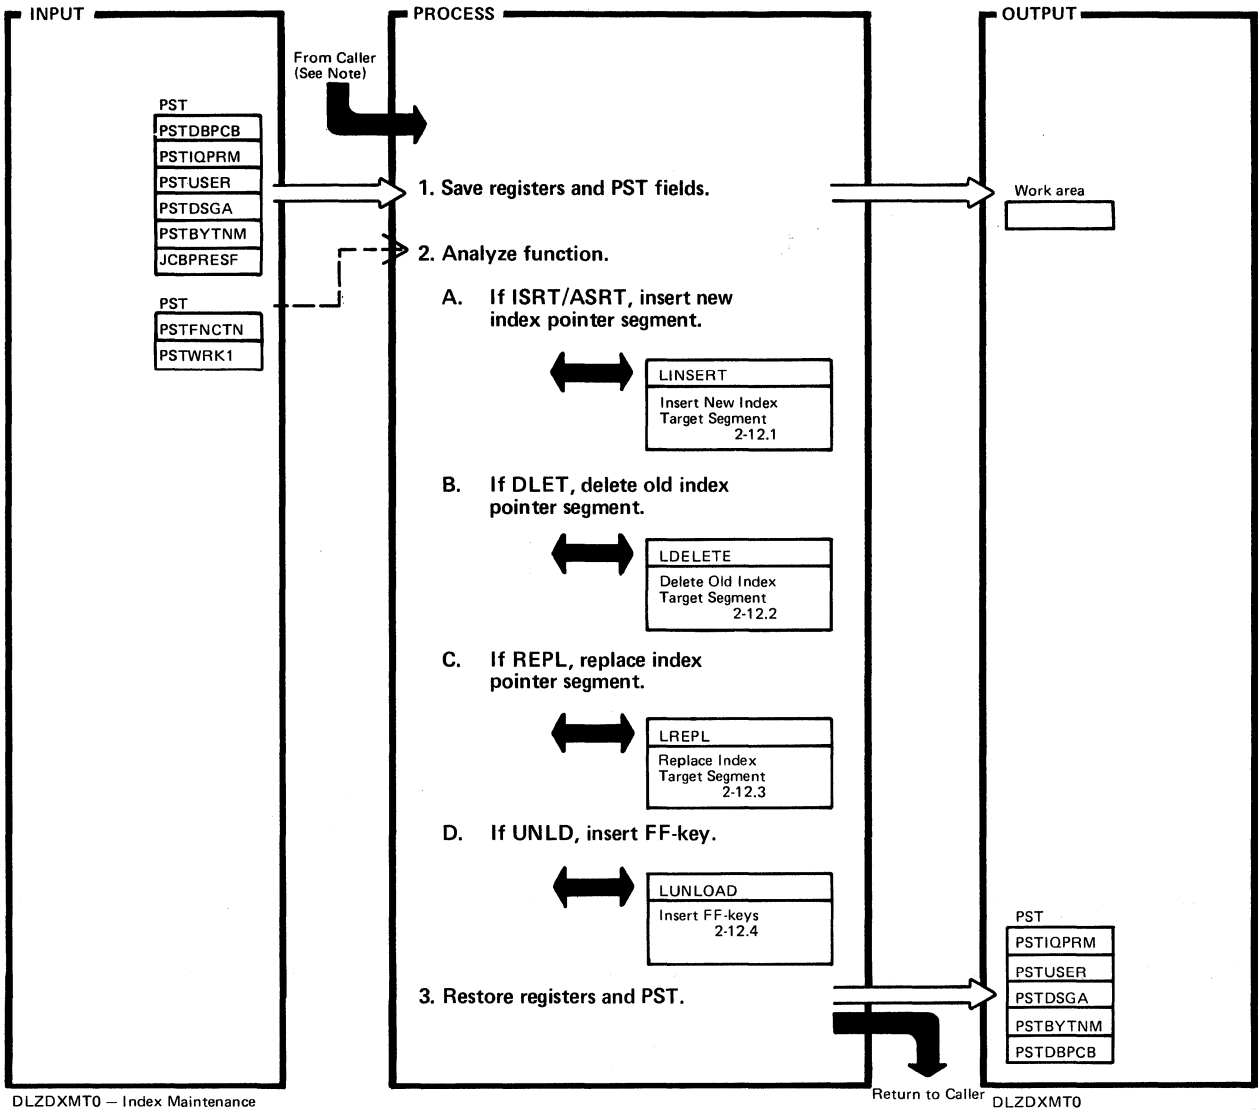 INPUT
PROCESS
OUTPUT
From Caller
(See Note)
PST
PSTDBPCB
PSTIQPRM
PSTUSER
PSTDSGA
PSTBYTNM
JCBPRESF
PST
PSTFNCTN
PSTWRK1
1. Save registers and PST fields.
Work area
2. Analyze function.
A. If ISRT/ASRT, insert new
index pointer segment.
LINSERT
Insert New Index
Target Segment
2-12.1
B. If DLET, delete old index
pointer segment.
LDELETE
Delete Old Index
Target Segment
2-12.2
C. If REPL, replace index
pointer segment.
LREPL
Replace Index
Target Segment
2-12.3
D. If UNLD, insert FF-key.
LUNLOAD
Insert FF-keys
2-12.4
3. Restore registers and PST.
PST
PSTIQPRM
PSTUSER
PSTDSGA
PSTBYTNM
PSTDBPCB
Return to Caller
DLZDXMT0 — Index Maintenance
DLZDXMT0